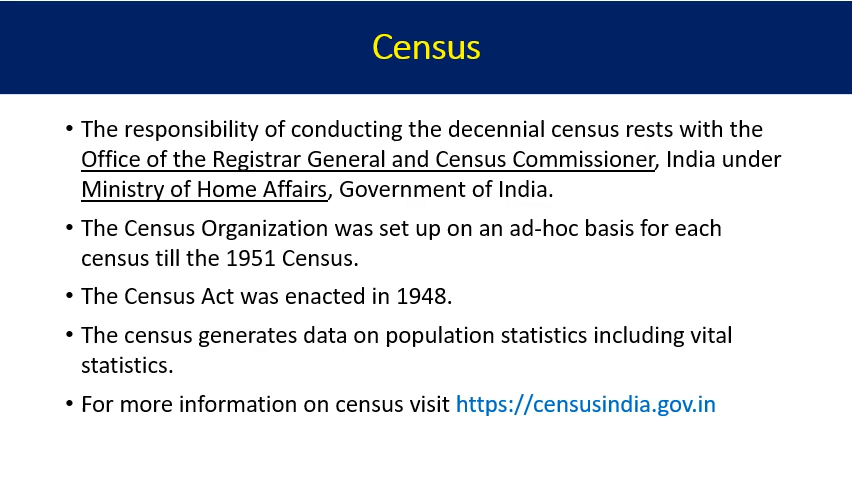 Census
• The responsibility of conducting the decennial census rests with the
Office of the Registrar General and Census Commissioner, India under
Ministry of Home Affairs, Government of India.
• The Census Organization was set up on an ad-hoc basis for each
census till the 1951 Census.
• The Census Act was enacted in 1948.
• The census generates data on population statistics including vital
statistics.
• For more information on census visit https://censusindia.gov.in